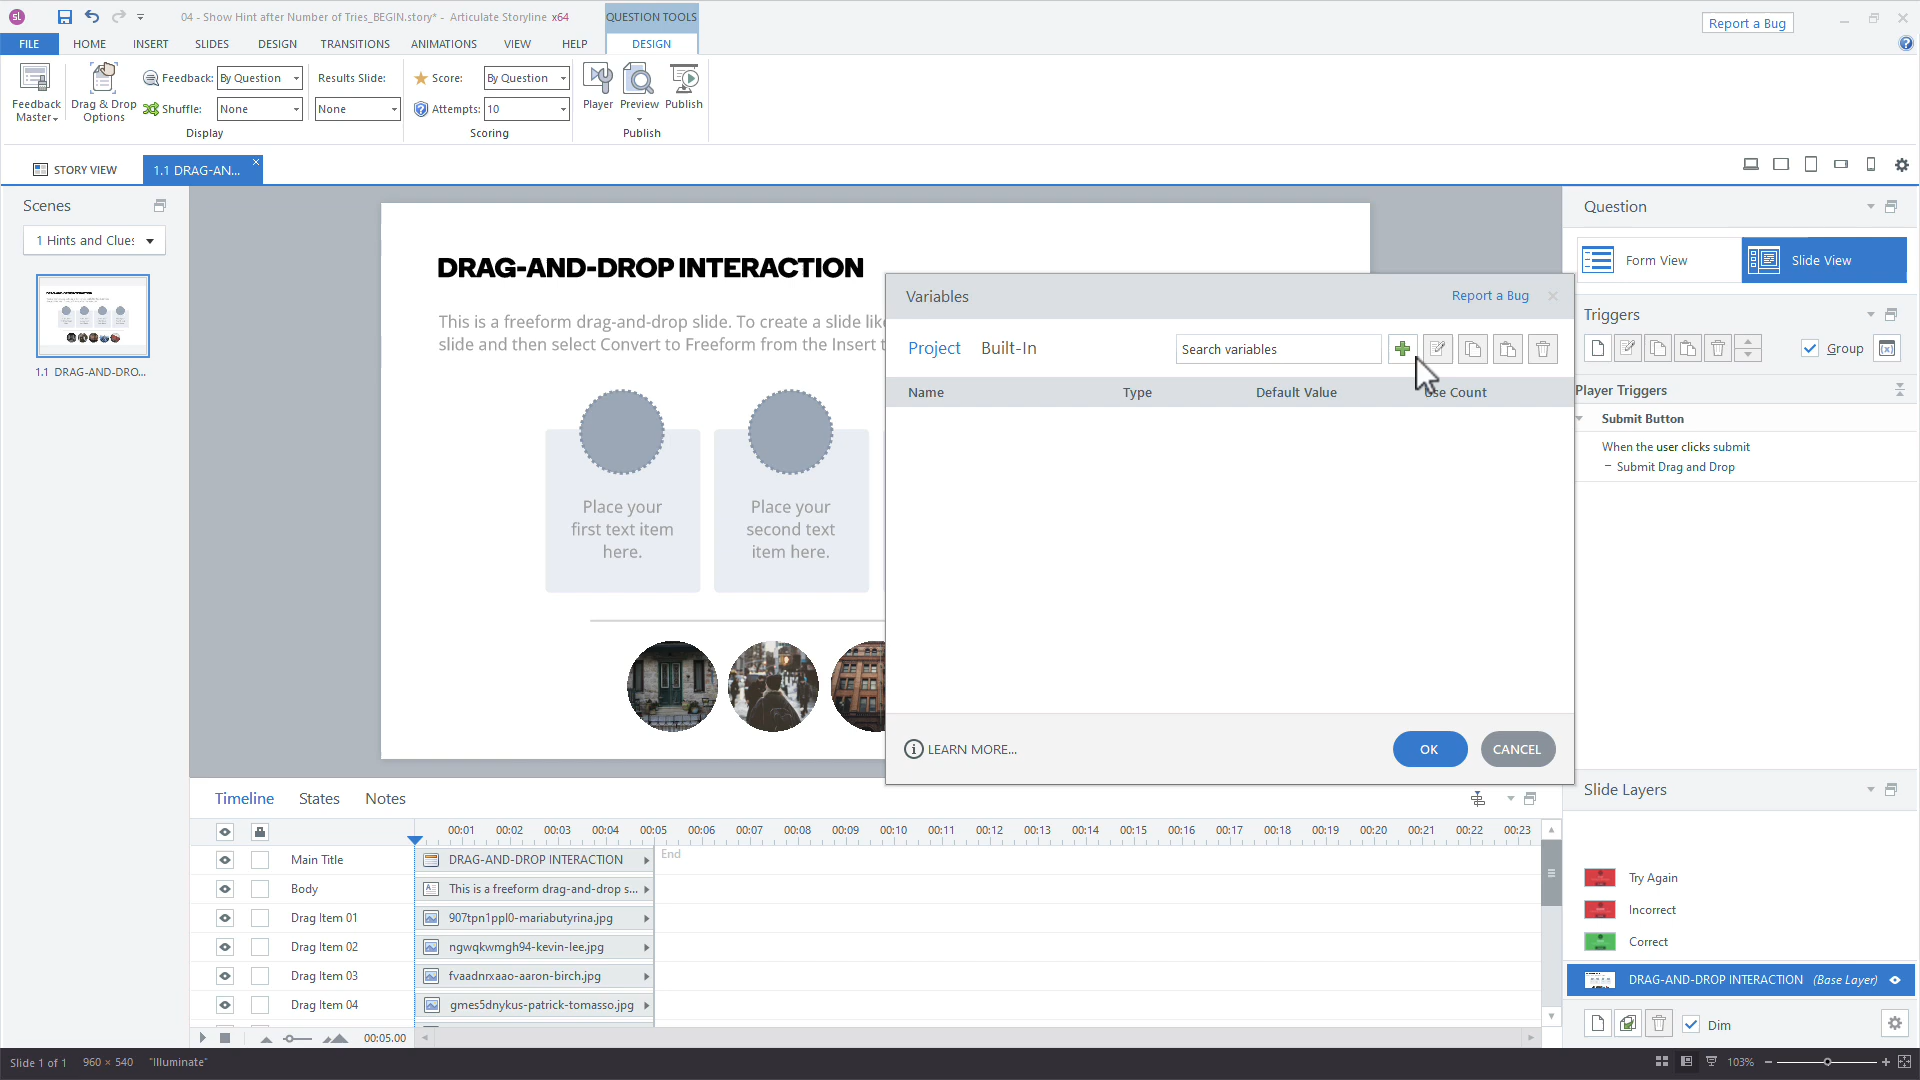 sl
04 - Show Hint after Number of Tries_BEGIN.story* - Articulate Storyline x64
QUESTION TOOLS
Report a Bug
FILE HOME INSERT SLIDES DESIGN TRANSITIONS ANIMATIONS VIEW HELP DESIGN
Feedback Master
Drag & Drop Options
Feedback: By Question
Shuffle: None
Results Slide:
None
Display
Score: By Question
Attempts: 10
Scoring
Player
Preview
Publish
Publish
STORY VIEW
1.1 DRAG-AN...
Scenes
1 Hints and Clues
1.1 DRAG-AND-DRO...
DRAG-AND-DROP INTERACTION
This is a freeform drag-and-drop slide. To create a slide like
slide and then select Convert to Freeform from the Insert t
Place your
first text item
here.
Place your
second text
item here.
Variables
Report a Bug
Project Built-In
Search variables
Name Type Default Value Use Count
LEARN MORE...
OK
CANCEL
Question
Form View
Slide View
Triggers
Group
Player Triggers
Submit Button
When the user clicks submit
- Submit Drag and Drop
Slide Layers
Try Again
Incorrect
Correct
DRAG-AND-DROP INTERACTION (Base Layer)
Dim
Timeline States Notes
00:01 00:02 00:03 00:04 00:05 00:06 00:07 00:08 00:09 00:10 00:11 00:12 00:13 00:14 00:15 00:16 00:17 00:18 00:19 00:20 00:21 00:22 00:23
Main Title DRAG-AND-DROP INTERACTION End
Body This is a freeform drag-and-drop s...
Drag Item 01 907tpn1ppl0-mariabutyrina.jpg
Drag Item 02 ngwqkwmgh94-kevin-lee.jpg
Drag Item 03 fvaadnrxaao-aaron-birch.jpg
Drag Item 04 gmes5dnykus-patrick-tomasso.jpg
00:05.00
Slide 1 of 1 960 × 540 "Illuminate"
103%